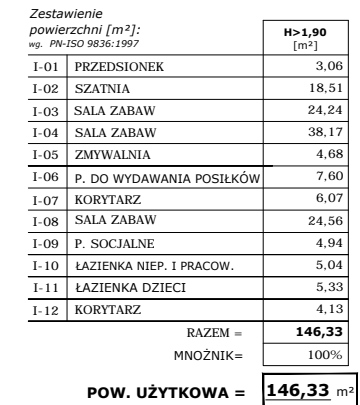 Zestawienie
powierzchni [m²]:
wg. PN-ISO 9836:1997
H>1,90
[m²]
I-01 PRZEDSIONEK 3,06
I-02 SZATNIA 18,51
I-03 SALA ZABAW 24,24
I-04 SALA ZABAW 38,17
I-05 ZMYWALNIA 4,68
I-06 P. DO WYDAWANIA POSIŁKÓW 7,60
I-07 KORYTARZ 6,07
I-08 SALA ZABAW 24,56
I-09 P. SOCJALNE 4,94
I-10 ŁAZIENKA NIEP. I PRACOW. 5,04
I-11 ŁAZIENKA DZIECI 5,33
I-12 KORYTARZ 4,13
RAZEM = 146,33
MNOŻNIK= 100%
POW. UŻYTKOWA = 146,33 m²